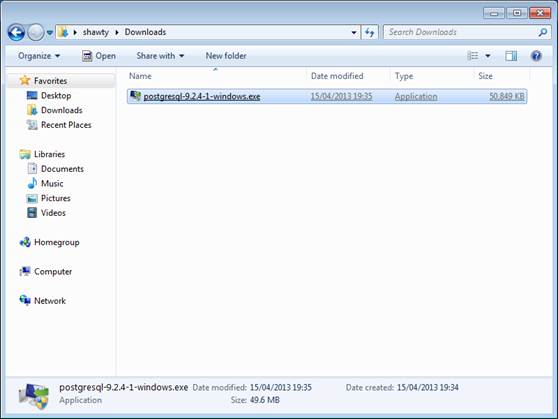 shawty Downloads
Search Downloads
Organize Open Share with New folder
Name Date modified Type Size
Favorites
postgresql-9.2.4-1-windows.exe 15/04/2013 19:35 Application 50,849 KB
Desktop
Downloads
Recent Places
Libraries
Documents
Music
Pictures
Videos
Homegroup
Computer
Network
postgresql-9.2.4-1-windows.exe Date modified: 15/04/2013 19:35 Date created: 15/04/2013 19:34
Application Size: 49.6 MB